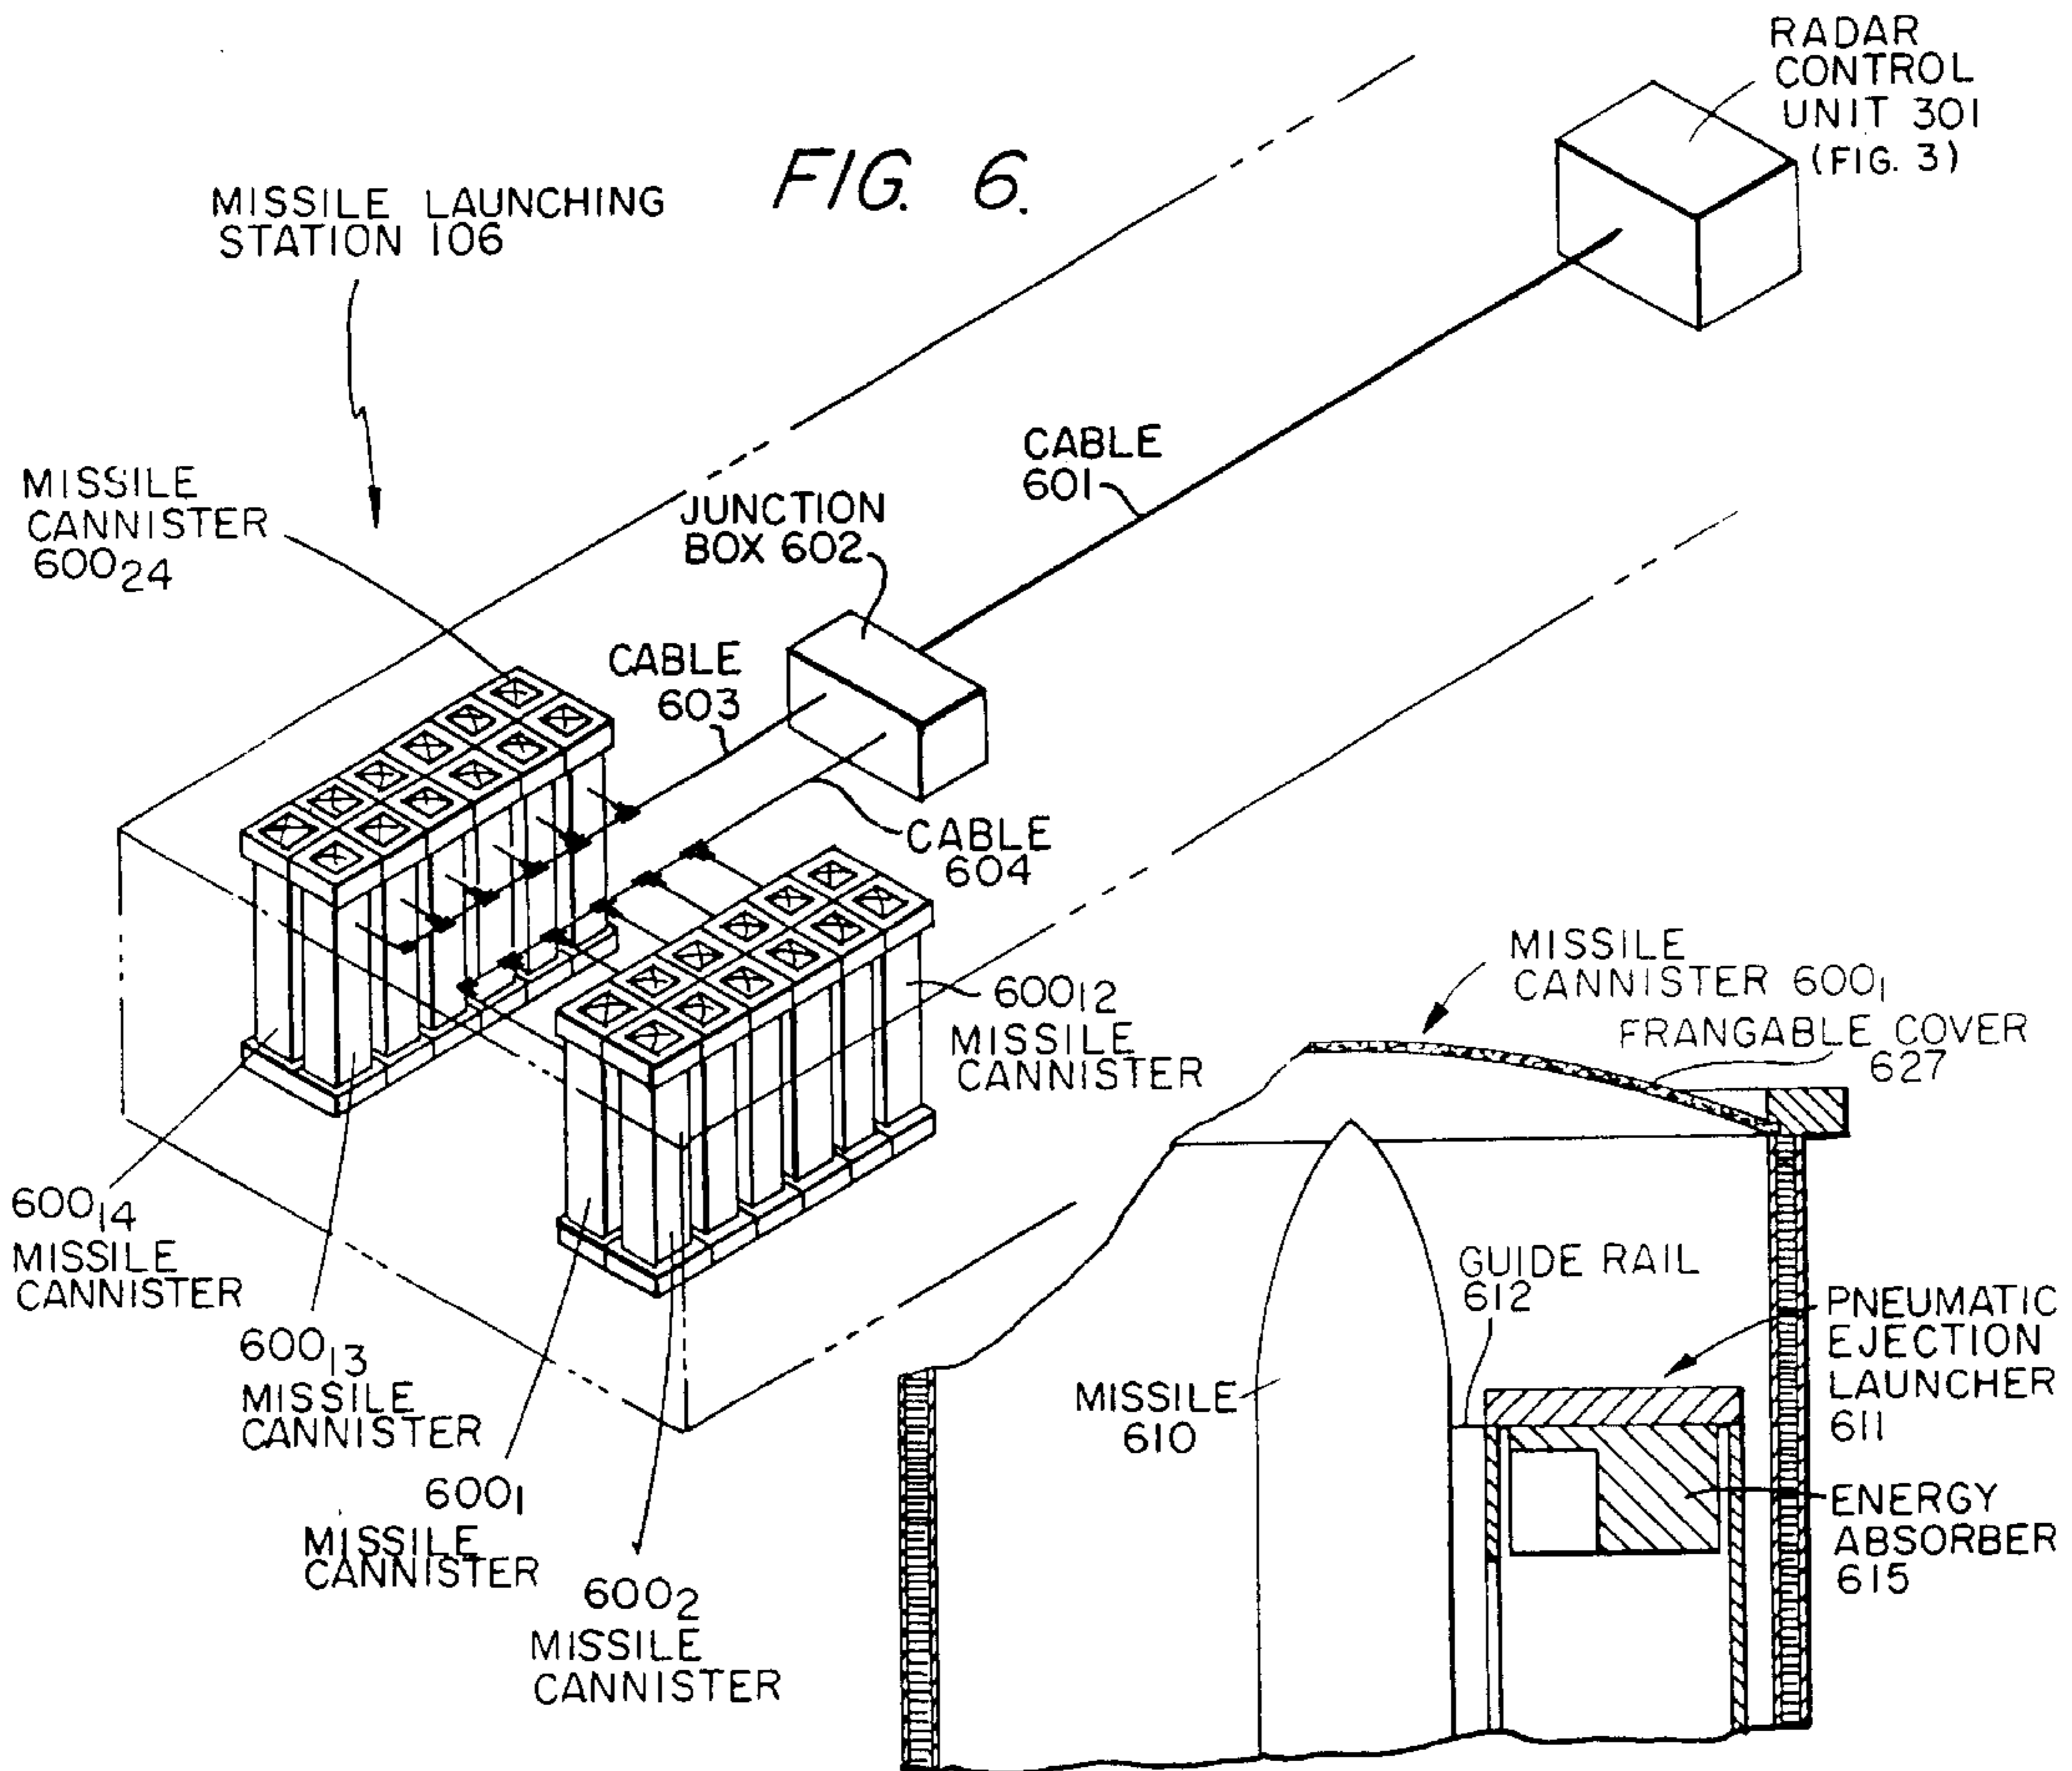 FIG. 6.
RADAR
CONTROL
UNIT 301
(FIG. 3)
MISSILE LAUNCHING
STATION 106
CABLE
601
MISSILE
CANNISTER
600₂₄
JUNCTION
BOX 602
CABLE
603
CABLE
604
600₁₂
MISSILE
CANNISTER
MISSILE
CANNISTER 600₁
FRANGABLE COVER
627
600₁₄
MISSILE
CANNISTER
600₁₃
MISSILE
CANNISTER
600₁
MISSILE
CANNISTER
600₂
MISSILE
CANNISTER
GUIDE RAIL
612
MISSILE
610
PNEUMATIC
EJECTION
LAUNCHER
611
ENERGY
ABSORBER
615